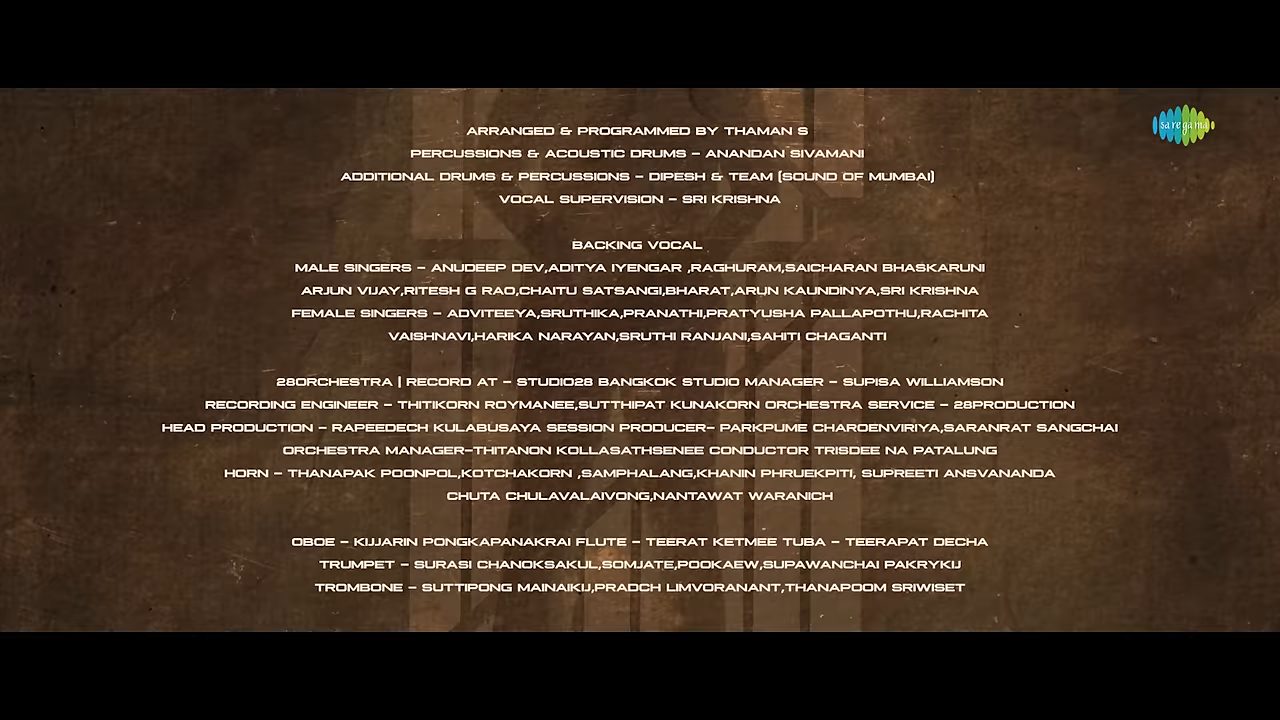 ARRANGED & PROGRAMMED BY THAMAN S
saregama
PERCUSSIONS & ACOUSTIC DRUMS - ANANDAN SIVAMANI
ADDITIONAL DRUMS & PERCUSSIONS - DIPESH & TEAM (SOUND OF MUMBAI)
VOCAL SUPERVISION - SRI KRISHNA
BACKING VOCAL
MALE SINGERS - ANUDEEP DEV,ADITYA IYENGAR ,RAGHURAM,SAICHARAN BHASKARUNI
ARJUN VIJAY,RITESH G RAO,CHAITU SATSANGI,BHARAT,ARUN KAUNDINYA,SRI KRISHNA
FEMALE SINGERS - ADVITEEYA,SRUTHIKA,PRANATHI,PRATYUSHA PALLAPOTHU,RACHITA
VAISHNAVI,HARIKA NARAYAN,SRUTHI RANJANI,SAHITI CHAGANTI
28ORCHESTRA | RECORD AT - STUDIO28 BANGKOK STUDIO MANAGER - SUPISA WILLIAMSON
RECORDING ENGINEER - THITIKORN ROYMANEE,SUTTHIPAT KUNAKORN ORCHESTRA SERVICE - 28PRODUCTION
HEAD PRODUCTION - RAPEEDECH KULABUSAYA SESSION PRODUCER- PARKPUME CHAROENVIRIYA,SARANRAT SANGCHAI
ORCHESTRA MANAGER-THITANON KOLLASATHSENEE CONDUCTOR TRISDEE NA PATALUNG
HORN - THANAPAK POONPOL,KOTCHAKORN ,SAMPHALANG,KHANIN PHRUEKPITI, SUPREETI ANSVANANDA
CHUTA CHULAVALAIVONG,NANTAWAT WARANICH
OBOE - KIJJARIN PONGKAPANAKRAI FLUTE - TEERAT KETMEE TUBA - TEERAPAT DECHA
TRUMPET - SURASI CHANOKSAKUL,SOMJATE,POOKAEW,SUPAWANCHAI PAKRYKIJ
TROMBONE - SUTTIPONG MAINAIKIJ,PRADCH LIMVORANANT,THANAPOOM SRIWISET